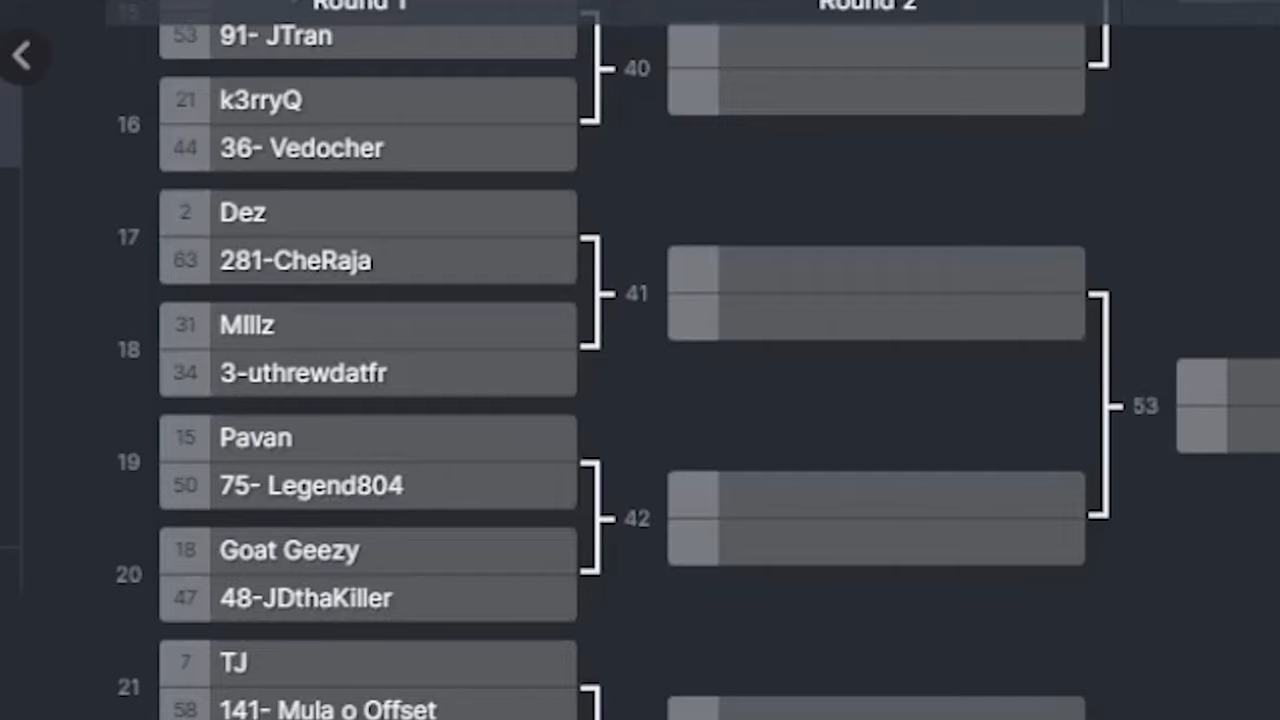 Round 1
Round 2
15
53 91- JTran
40
16
21 k3rryQ
44 36- Vedocher
17
2 Dez
63 281-CheRaja
41
18
31 MIIIz
34 3-uthrewdatfr
53
19
15 Pavan
50 75- Legend804
42
20
18 Goat Geezy
47 48-JDthaKiller
21
7 TJ
58 141- Mula o Offset